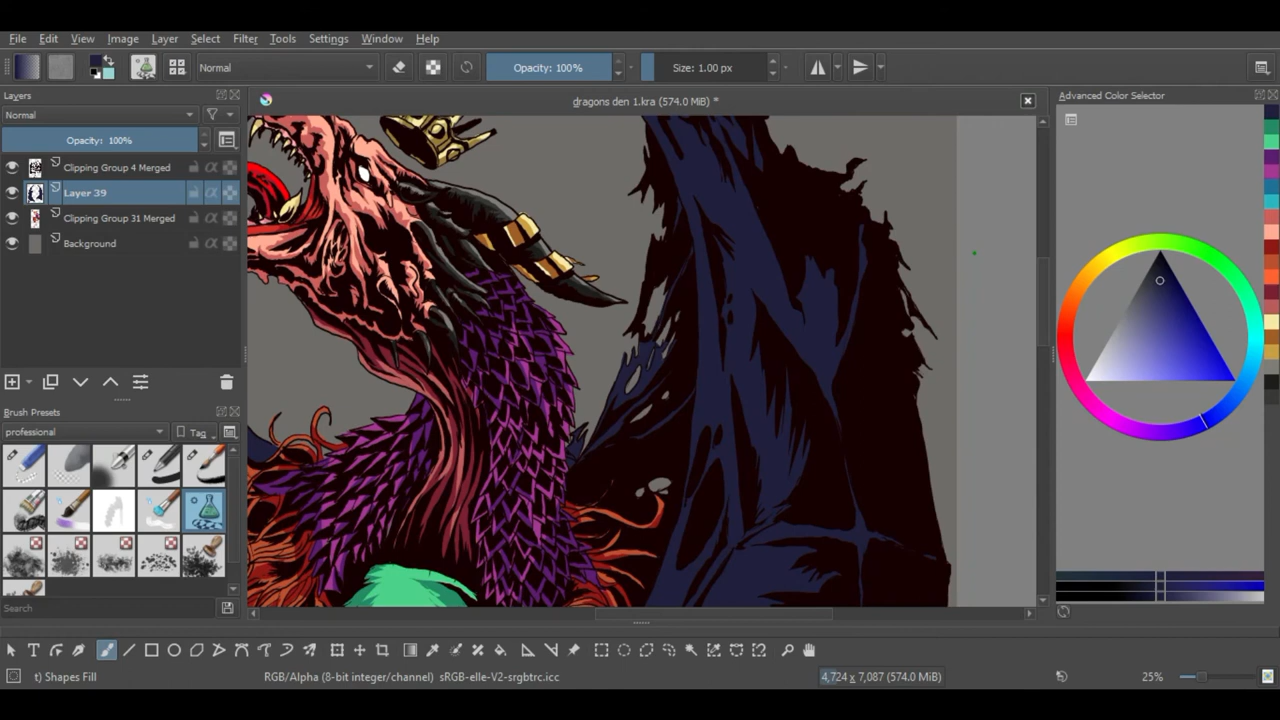 File Edit View Image Layer Select Filter Tools Settings Window Help
Normal Opacity: 100% Size: 1.00 px
Layers
dragons den 1.kra (574.0 MiB) *
Advanced Color Selector
Normal
Opacity: 100%
Clipping Group 4 Merged
Layer 39
Clipping Group 31 Merged
Background
Brush Presets
professional Tag
Search
t) Shapes Fill RGB/Alpha (8-bit integer/channel) sRGB-elle-V2-srgbtrc.icc 4,724 x 7,087 (574.0 MiB) 25%